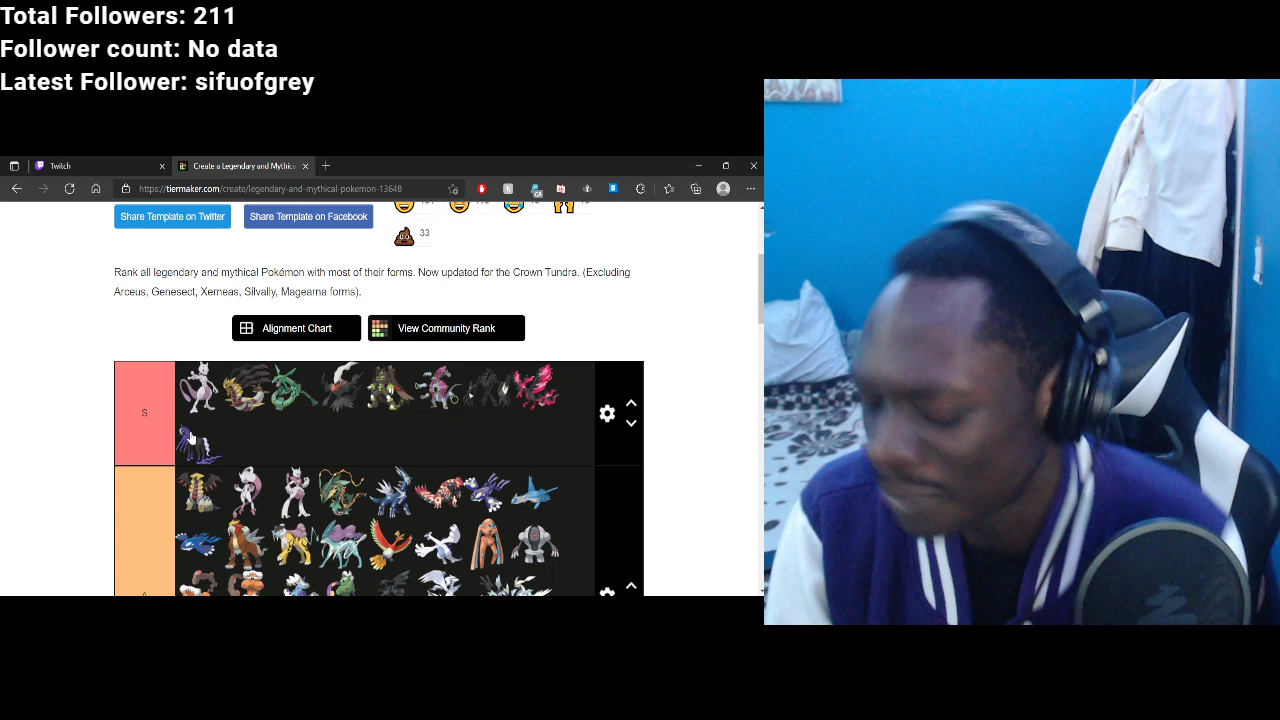 Total Followers: 211
Follower count: No data
Latest Follower: sifuofgrey
Twitch
Create a Legendary and Mythica
https://tiermaker.com/create/legendary-and-mythical-pokemon-13648
Share Template on Twitter
Share Template on Facebook
33
Rank all legendary and mythical Pokémon with most of their forms. Now updated for the Crown Tundra. (Excluding
Arceus, Genesect, Xerneas, Silvally, Magearna forms).
Alignment Chart
View Community Rank
S